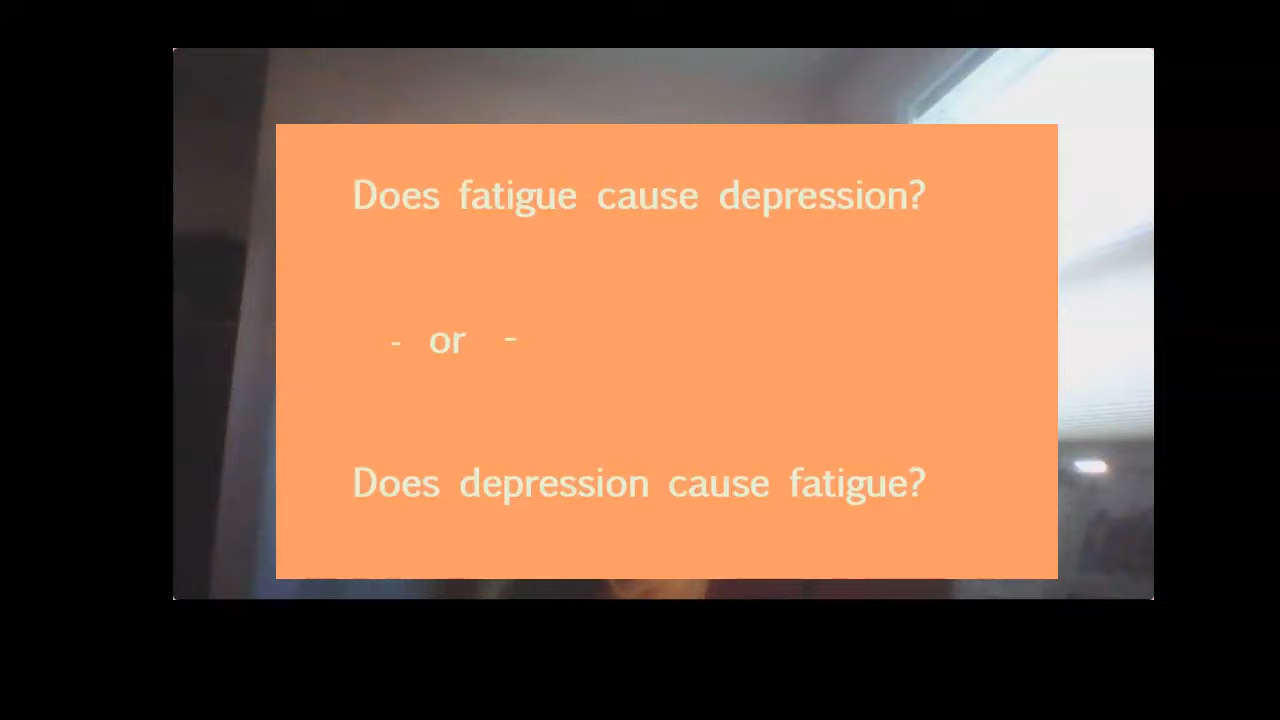 Does fatigue cause depression?
- or -
Does depression cause fatigue?